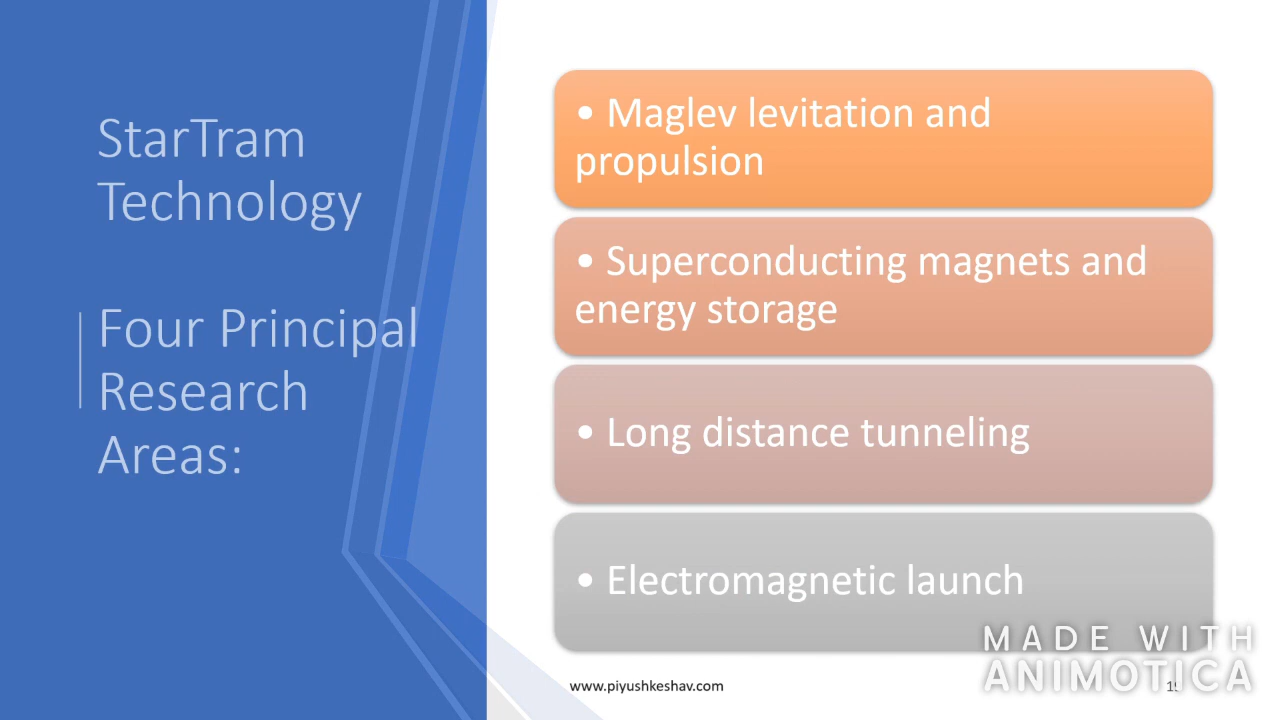 StarTram
Technology
Four Principal
Research
Areas:
• Maglev levitation and
propulsion
• Superconducting magnets and
energy storage
• Long distance tunneling
• Electromagnetic launch
MADE WITH
ANIMOTICA
www.piyushkeshav.com